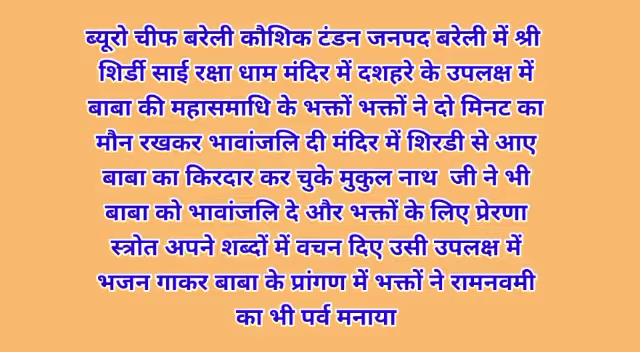 ब्यूरो चीफ बरेली कौशिक टंडन जनपद बरेली में श्री
शिर्डी साई रक्षा धाम मंदिर में दशहरे के उपलक्ष में
बाबा की महासमाधि के भक्तों भक्तों ने दो मिनट का
मौन रखकर भावांजलि दी मंदिर में शिरडी से आए
बाबा का किरदार कर चुके मुकुल नाथ जी ने भी
बाबा को भावांजलि दे और भक्तों के लिए प्रेरणा
स्त्रोत अपने शब्दों में वचन दिए उसी उपलक्ष में
भजन गाकर बाबा के प्रांगण में भक्तों ने रामनवमी
का भी पर्व मनाया